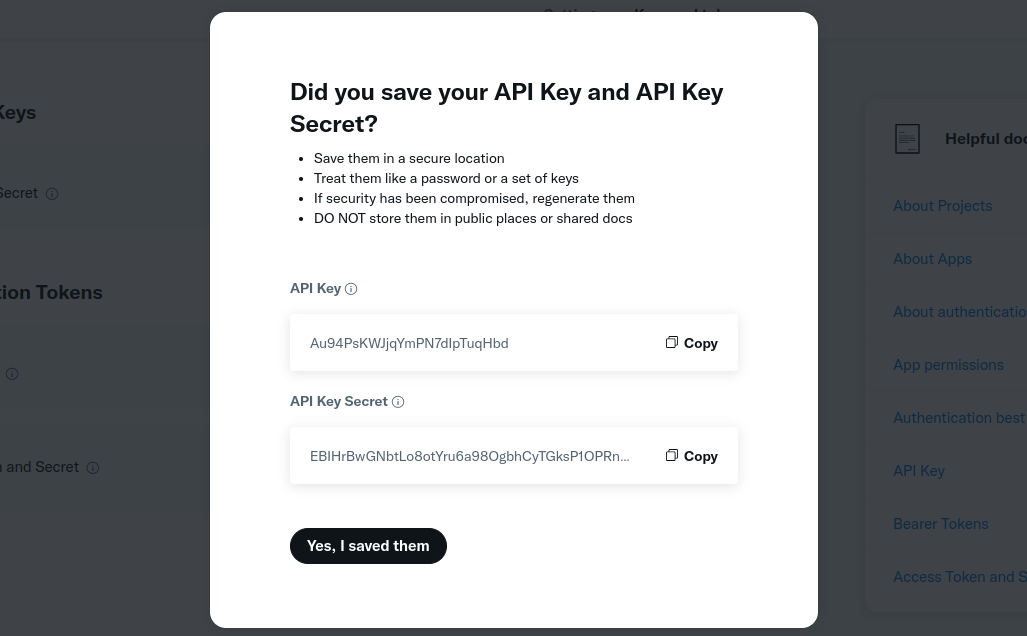 Keys
Secret
tion Tokens
and Secret
Did you save your API Key and API Key
Secret?
• Save them in a secure location
• Treat them like a password or a set of keys
• If security has been compromised, regenerate them
• DO NOT store them in public places or shared docs
API Key
Au94PsKWJjqYmPN7dIpTuqHbd
Copy
API Key Secret
EBIHrBwGNbtLo8otYru6a98OgbhCyTGksP1OPRn...
Copy
Yes, I saved them
Helpful doc
About Projects
About Apps
About authenticatio
App permissions
Authentication best
API Key
Bearer Tokens
Access Token and S